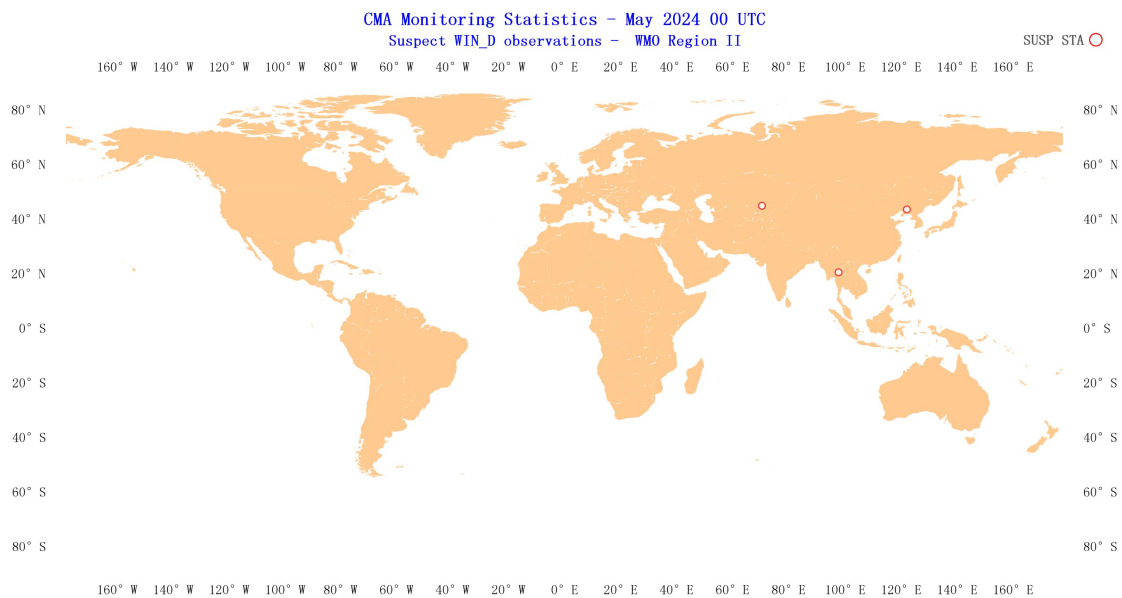 CMA Monitoring Statistics - May 2024 00 UTC
Suspect WIN_D observations - WMO Region II
SUSP STA
160° W 140° W 120° W 100° W 80° W 60° W 40° W 20° W 0° E 20° E 40° E 60° E 80° E 100° E 120° E 140° E 160° E
80° N 80° N
60° N 60° N
40° N 40° N
20° N 20° N
0° S 0° S
20° S 20° S
40° S 40° S
60° S 60° S
80° S 80° S
160° W 140° W 120° W 100° W 80° W 60° W 40° W 20° W 0° E 20° E 40° E 60° E 80° E 100° E 120° E 140° E 160° E